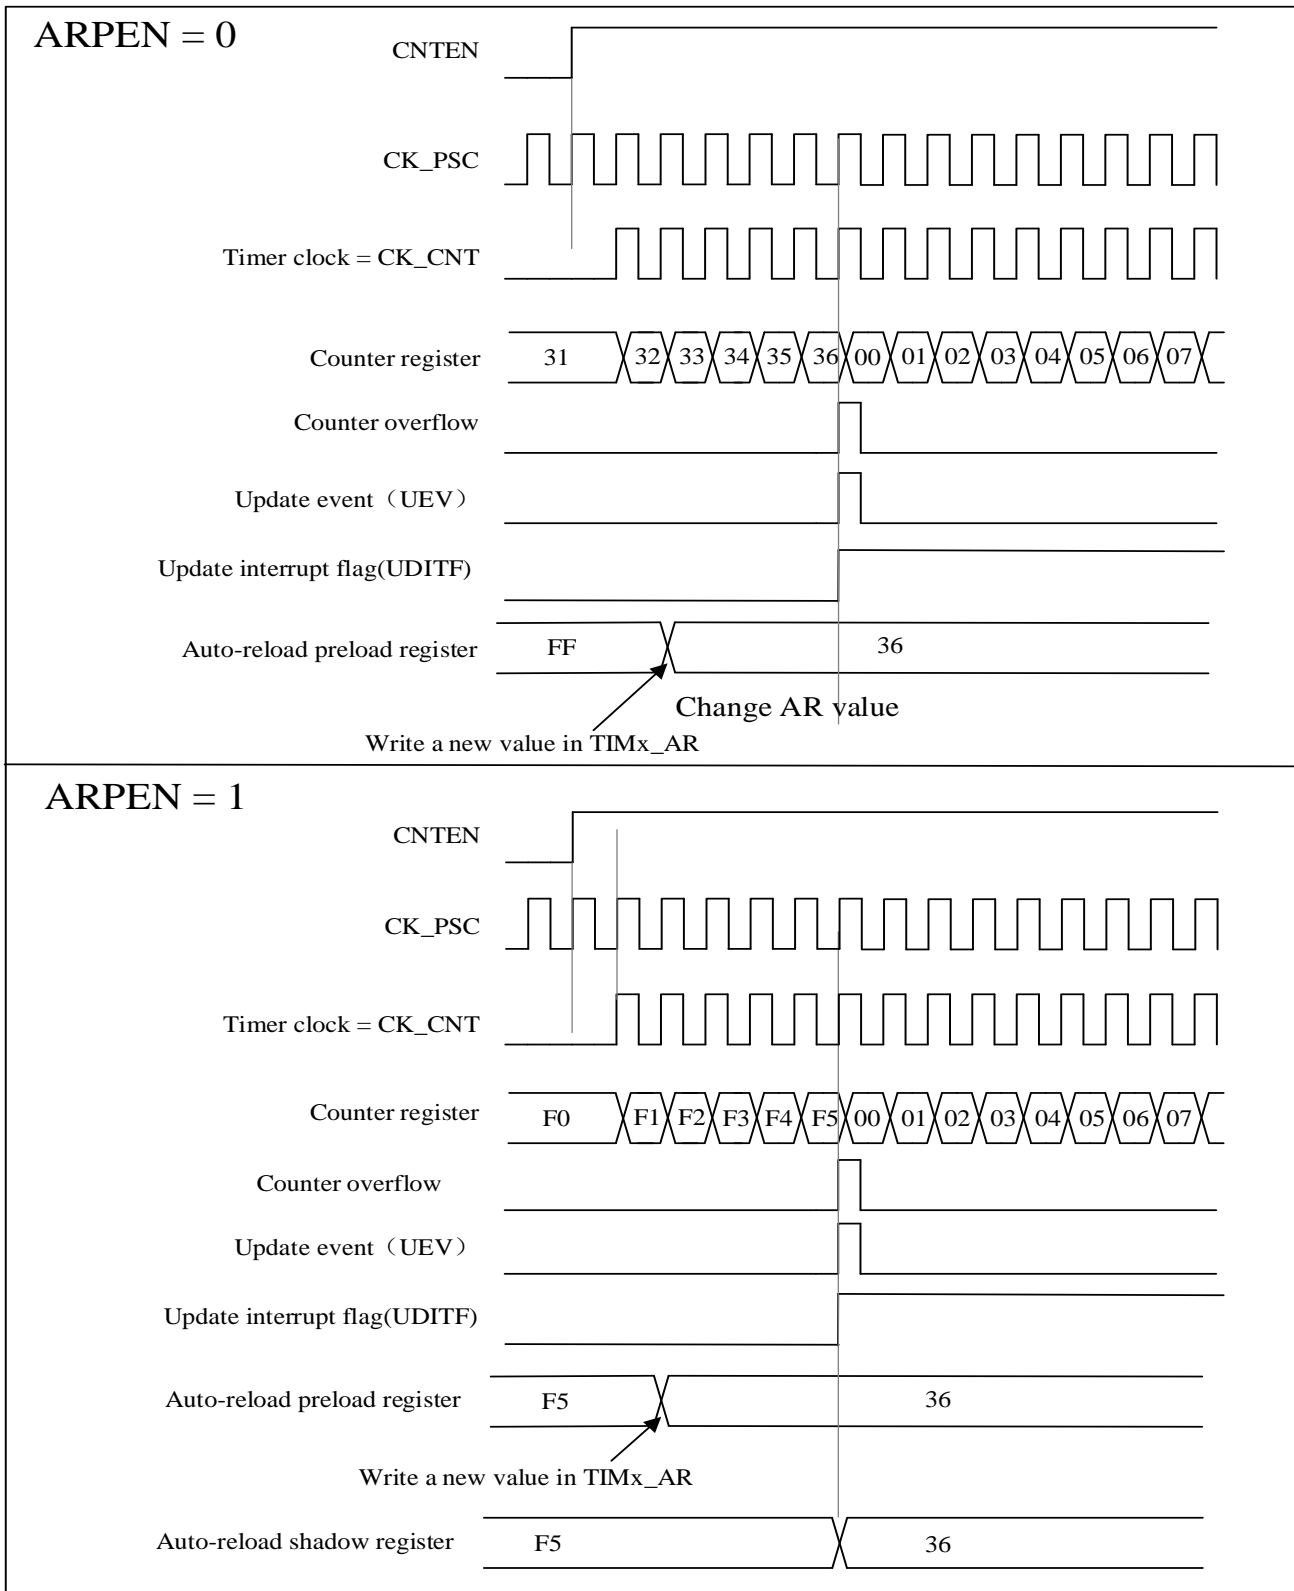 ARPEN = 0
CNTEN
CK_PSC
Timer clock = CK_CNT
Counter register 31 32 33 34 35 36 00 01 02 03 04 05 06 07
Counter overflow
Update event（UEV）
Update interrupt flag(UDITF)
Auto-reload preload register FF 36
Change AR value
Write a new value in TIMx_AR
ARPEN = 1
CNTEN
CK_PSC
Timer clock = CK_CNT
Counter register F0 F1 F2 F3 F4 F5 00 01 02 03 04 05 06 07
Counter overflow
Update event（UEV）
Update interrupt flag(UDITF)
Auto-reload preload register F5 36
Write a new value in TIMx_AR
Auto-reload shadow register F5 36